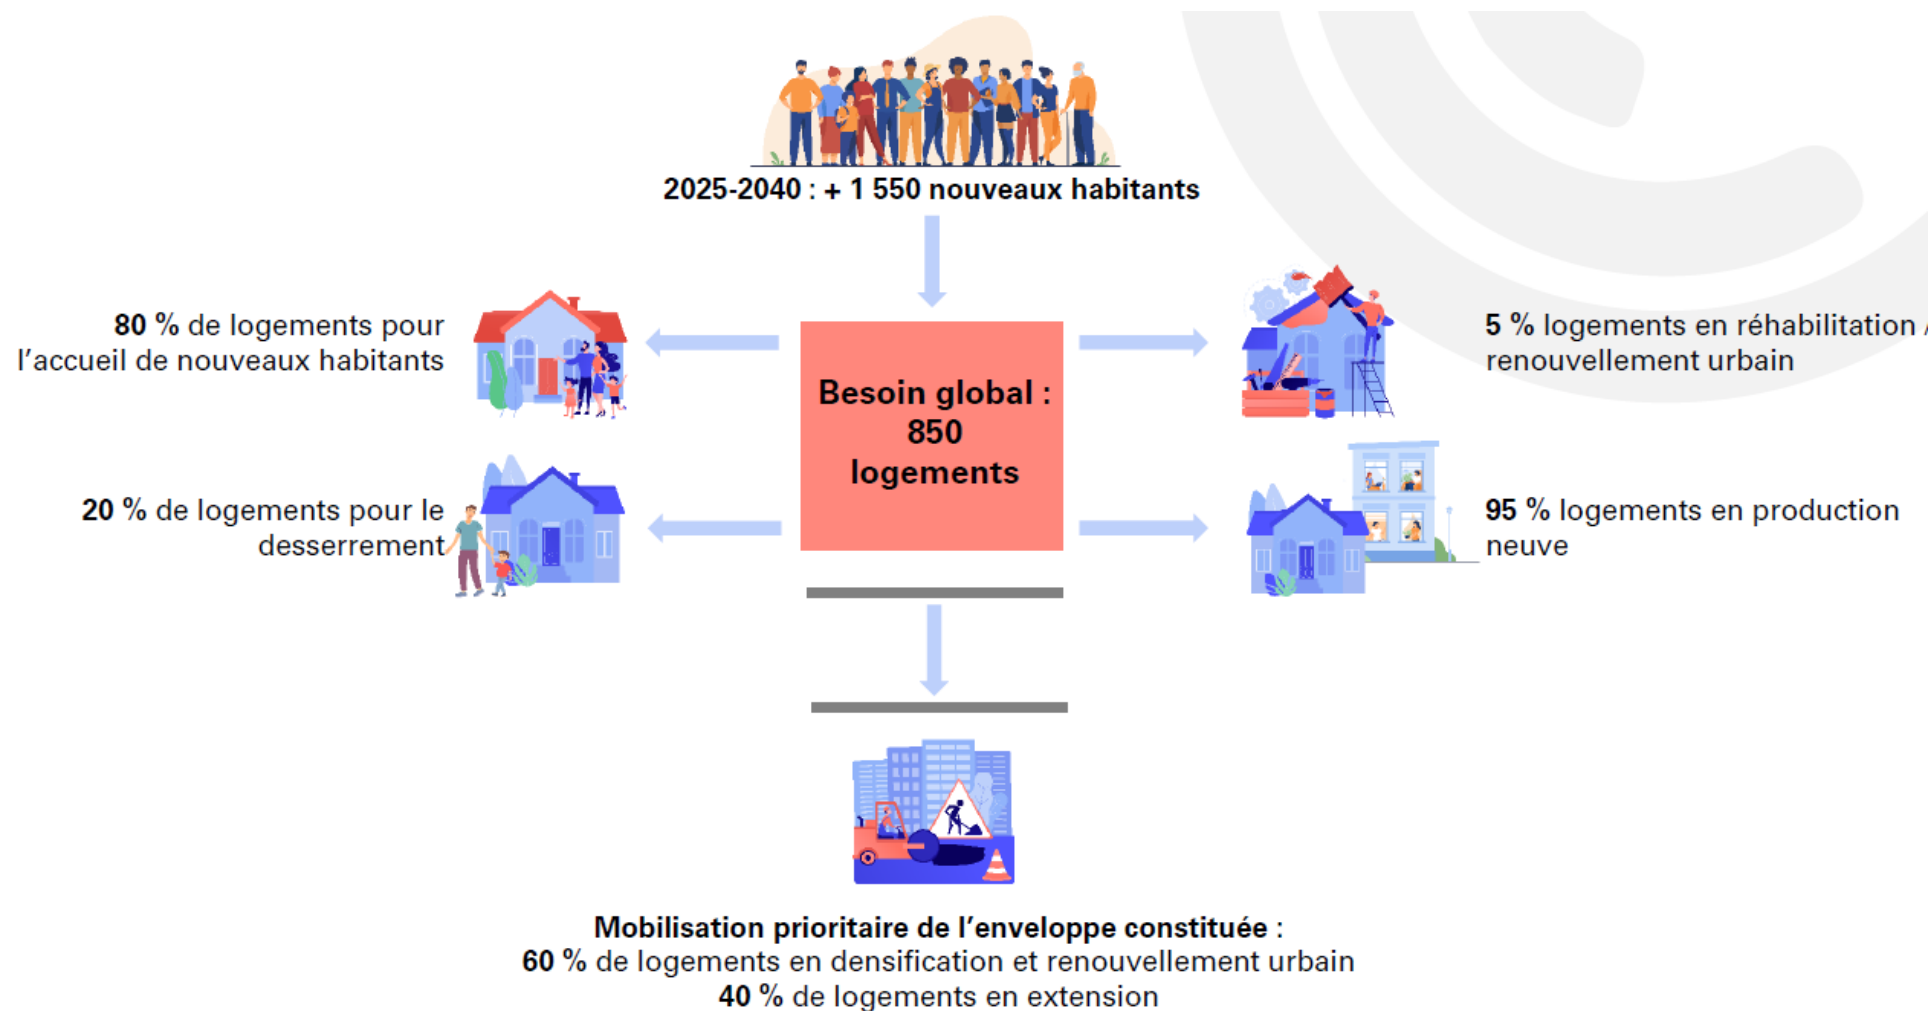 2025-2040 : + 1 550 nouveaux habitants
80 % de logements pour
l’accueil de nouveaux habitants
20 % de logements pour le
desserrement
Besoin global :
850
logements
5 % logements en réhabilitation /
renouvellement urbain
95 % logements en production
neuve
Mobilisation prioritaire de l’enveloppe constituée :
60 % de logements en densification et renouvellement urbain
40 % de logements en extension